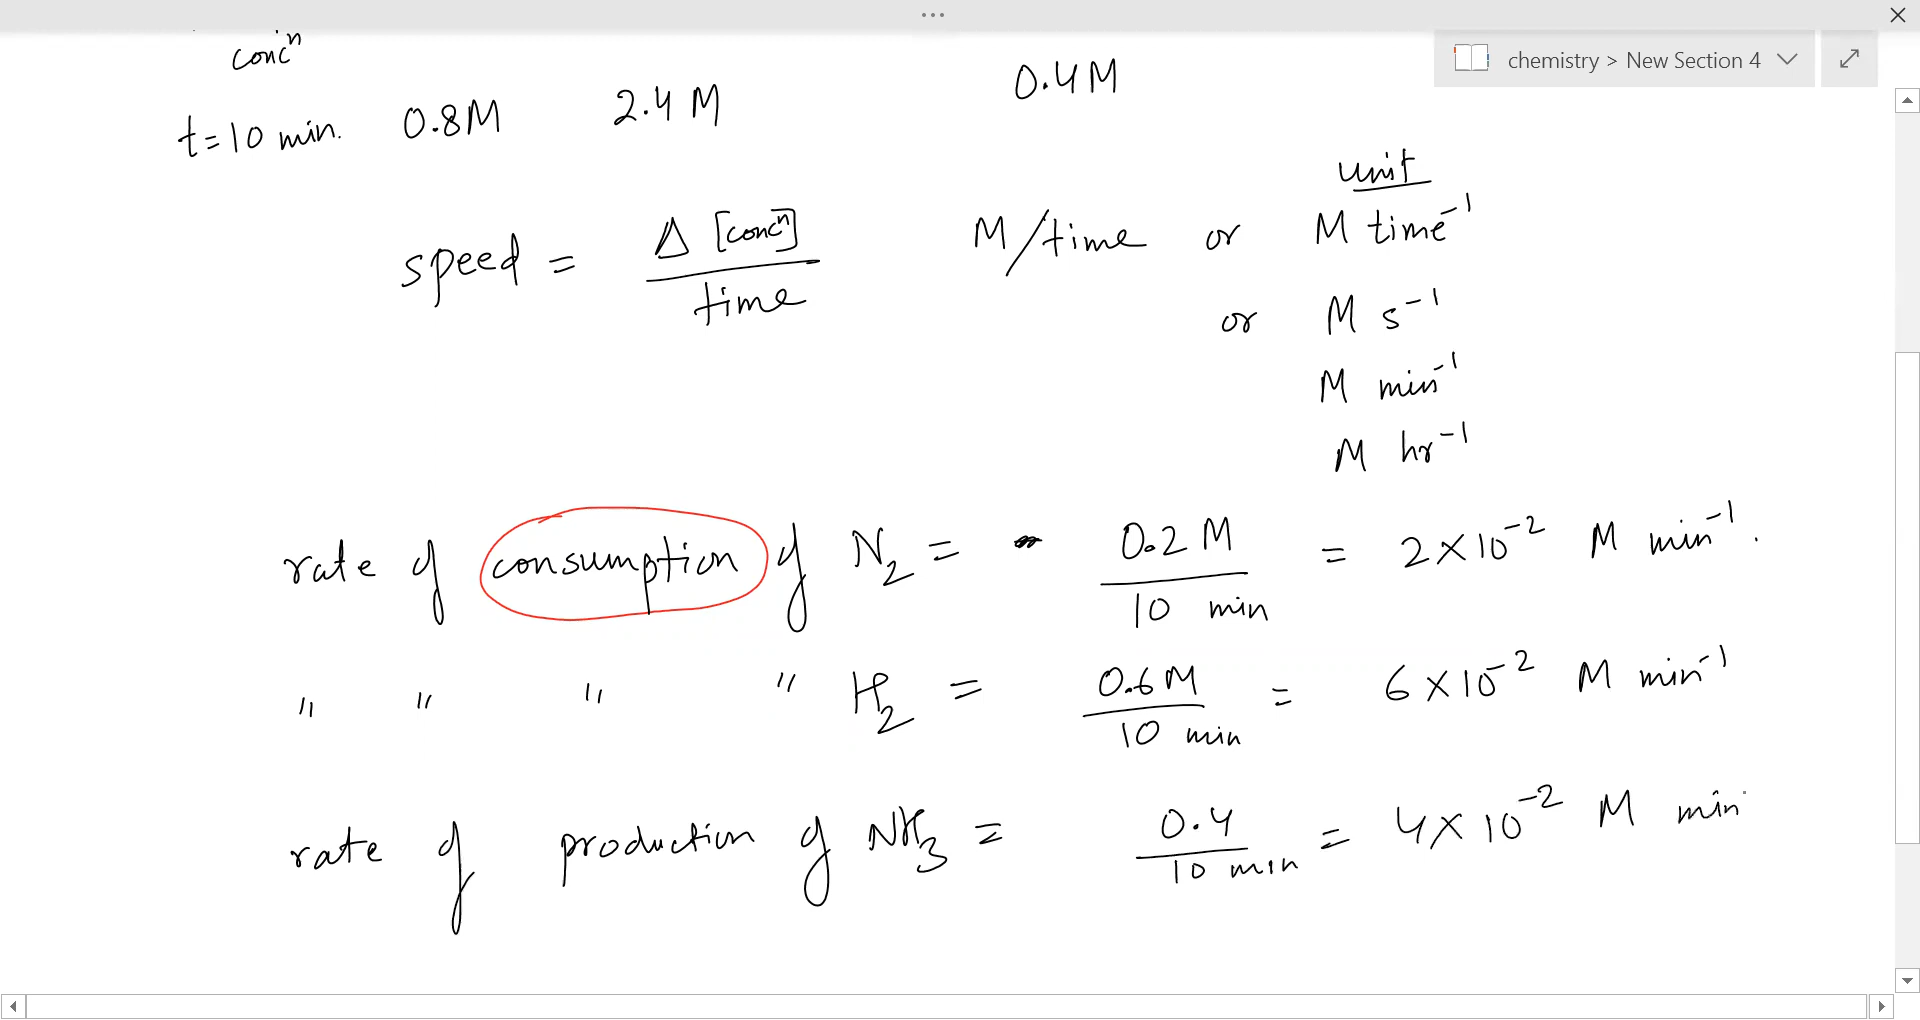 chemistry > New Section 4
concⁿ
t=10 min. 0.8M 2.4 M 0.4M
unit
speed = Δ [concⁿ] / time M/time or M time⁻¹
or M s⁻¹
M min⁻¹
M hr⁻¹
rate of consumption of N₂ = 0.2 M / 10 min = 2×10⁻² M min⁻¹.
" " " " H₂ = 0.6M / 10 min = 6×10⁻² M min⁻¹
rate of production of NH₃ = 0.4 / 10 min = 4×10⁻² M min